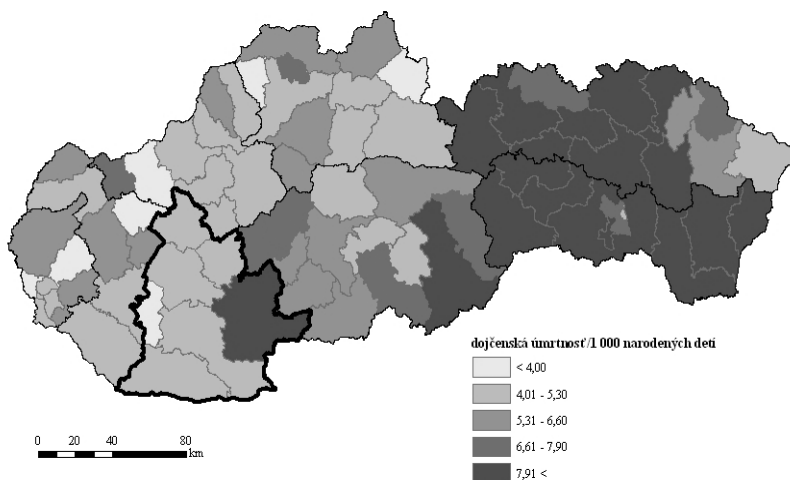 dojčenská úmrtnosť/1 000 narodených detí
< 4,00
4,01 - 5,30
5,31 - 6,60
6,61 - 7,90
7,91 <
0 20 40 80
km